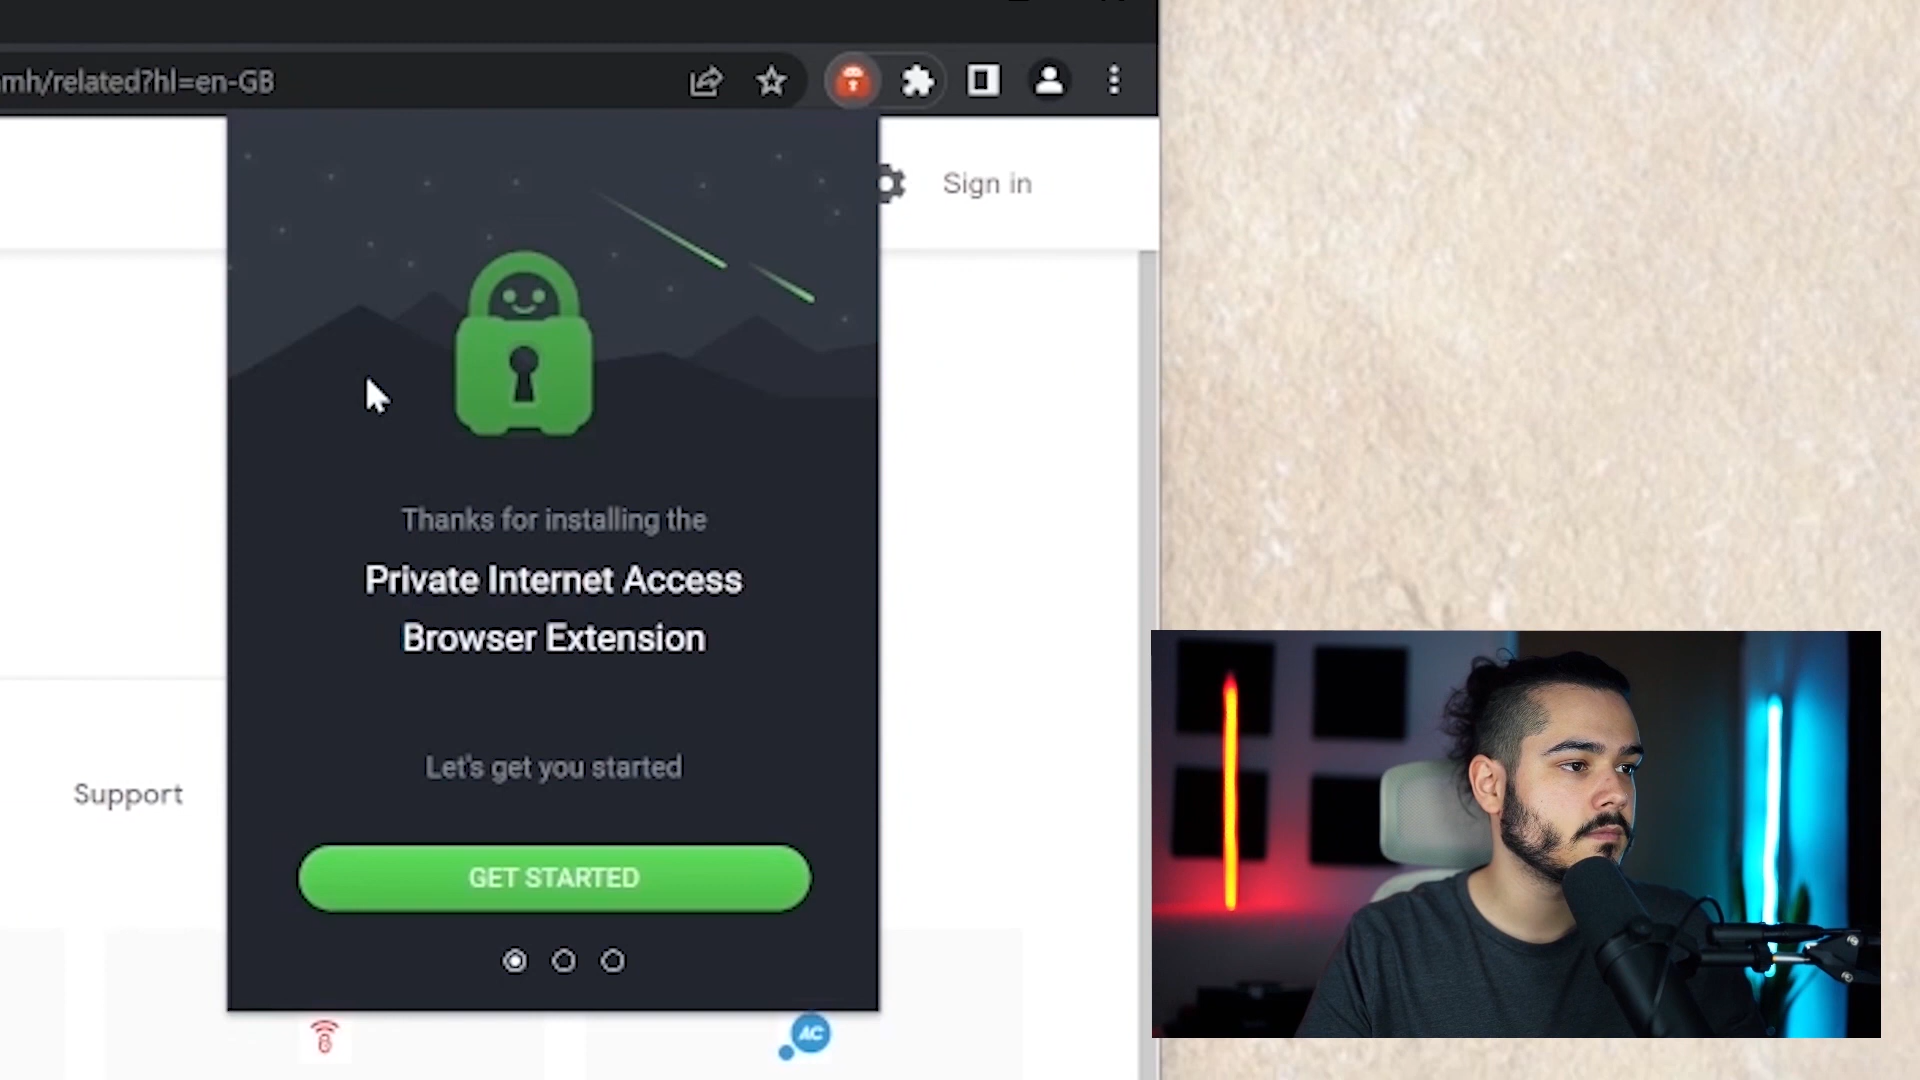 mh/related?hl=en-GB
Sign in
Thanks for installing the
Private Internet Access
Browser Extension
Let's get you started
Support
GET STARTED
8
AC